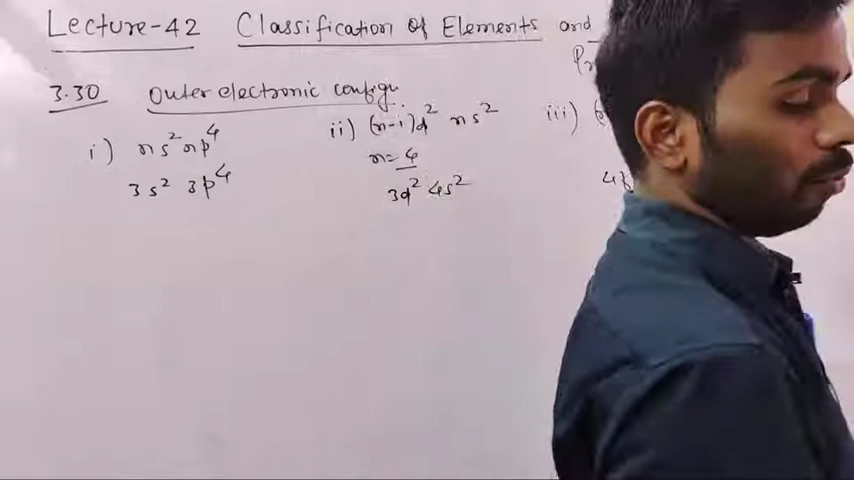 Lecture-42 Classification of Elements and
3.30 Outer electronic config
i) ns² np⁴ ii) (n-1)d² ns² iii) (
n=4
3s² 3p⁴ 3d² 4s² 4f